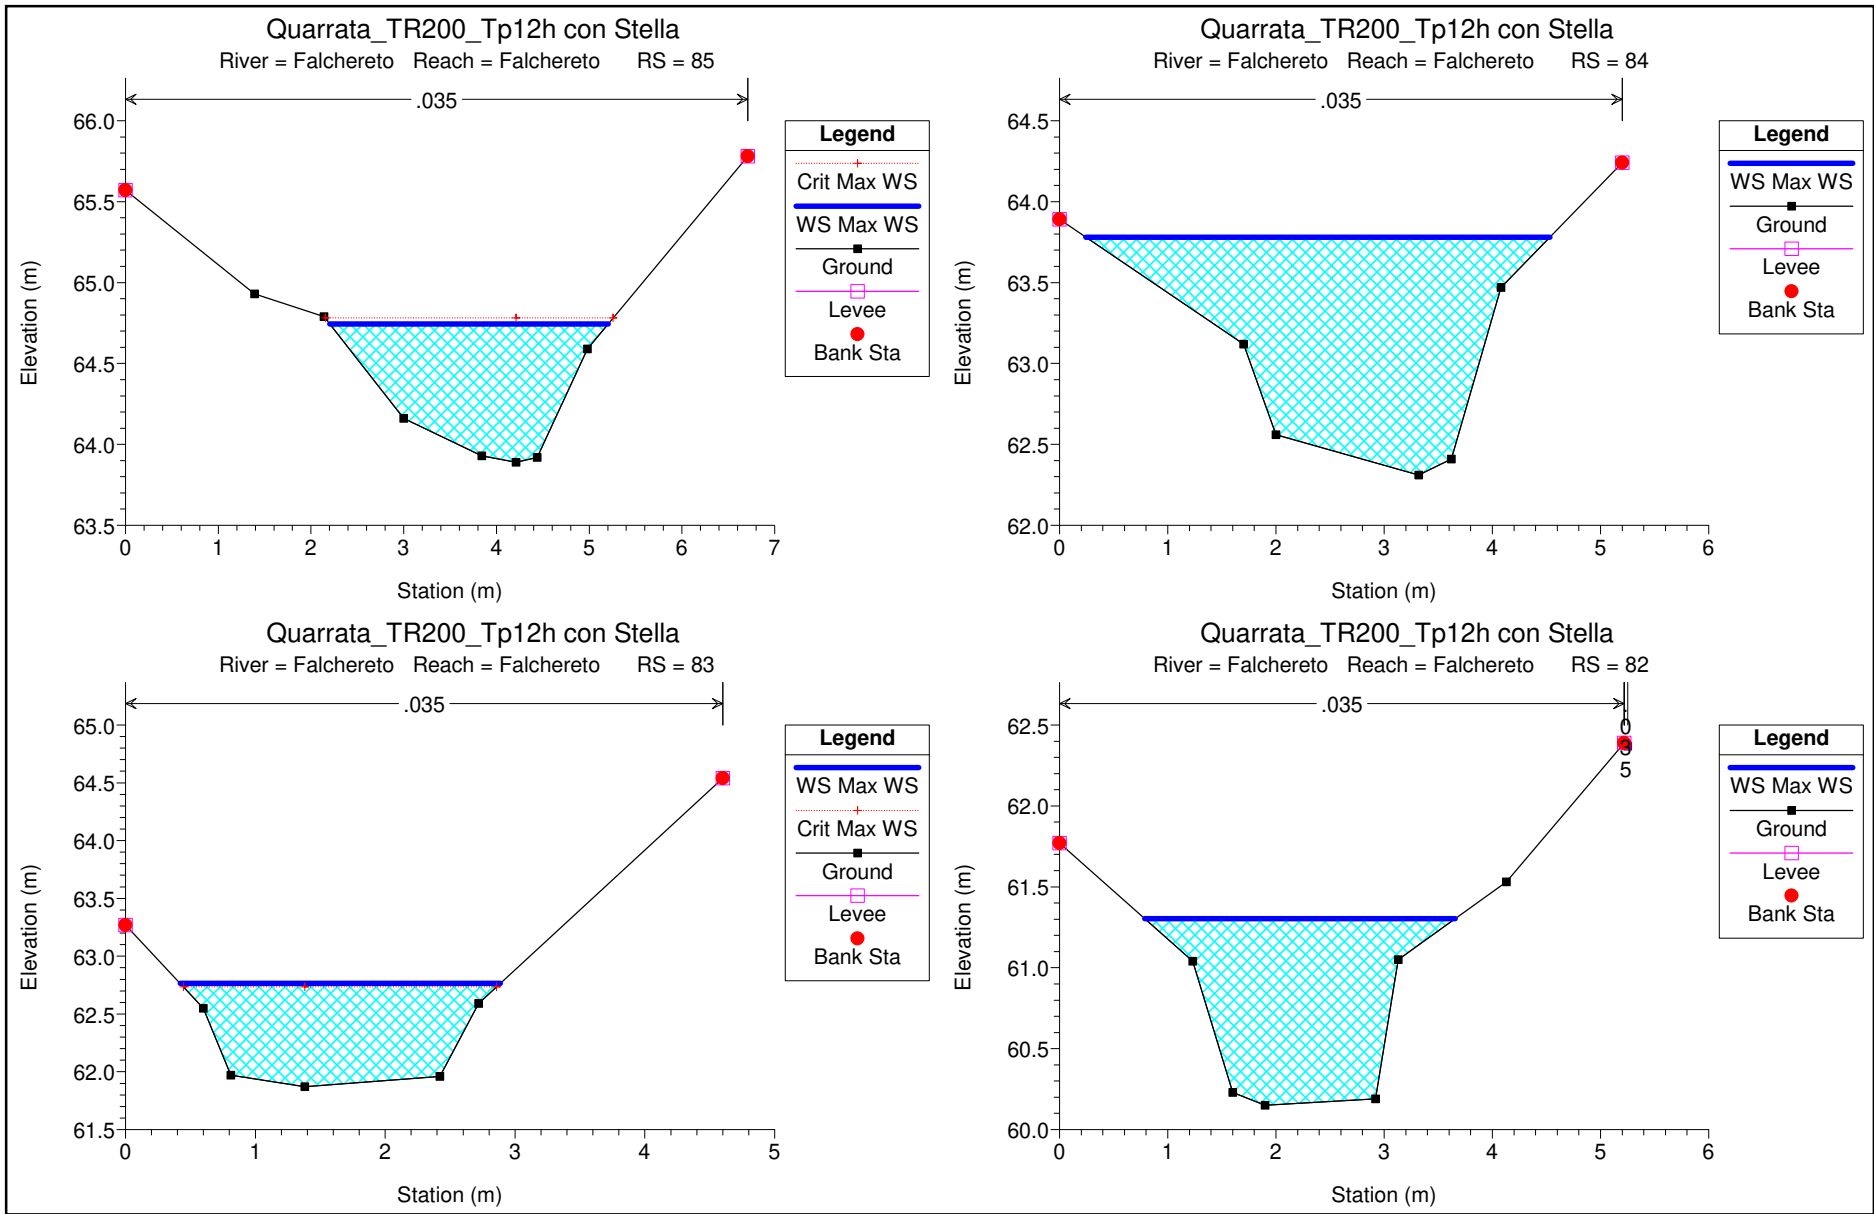 Quarrata_TR200_Tp12h con Stella
River = Falchereto Reach = Falchereto RS = 85
.035
66.0
65.5
65.0
64.5
64.0
63.5
Elevation (m)
0 1 2 3 4 5 6 7
Station (m)
Legend
Crit Max WS
WS Max WS
Ground
Levee
Bank Sta
Quarrata_TR200_Tp12h con Stella
River = Falchereto Reach = Falchereto RS = 84
.035
64.5
64.0
63.5
63.0
62.5
62.0
Elevation (m)
0 1 2 3 4 5 6
Station (m)
Legend
WS Max WS
Ground
Levee
Bank Sta
Quarrata_TR200_Tp12h con Stella
River = Falchereto Reach = Falchereto RS = 83
.035
65.0
64.5
64.0
63.5
63.0
62.5
62.0
61.5
Elevation (m)
0 1 2 3 4 5
Station (m)
Legend
WS Max WS
Crit Max WS
Ground
Levee
Bank Sta
Quarrata_TR200_Tp12h con Stella
River = Falchereto Reach = Falchereto RS = 82
.035
.035
62.5
62.0
61.5
61.0
60.5
60.0
Elevation (m)
0 1 2 3 4 5 6
Station (m)
Legend
WS Max WS
Ground
Levee
Bank Sta